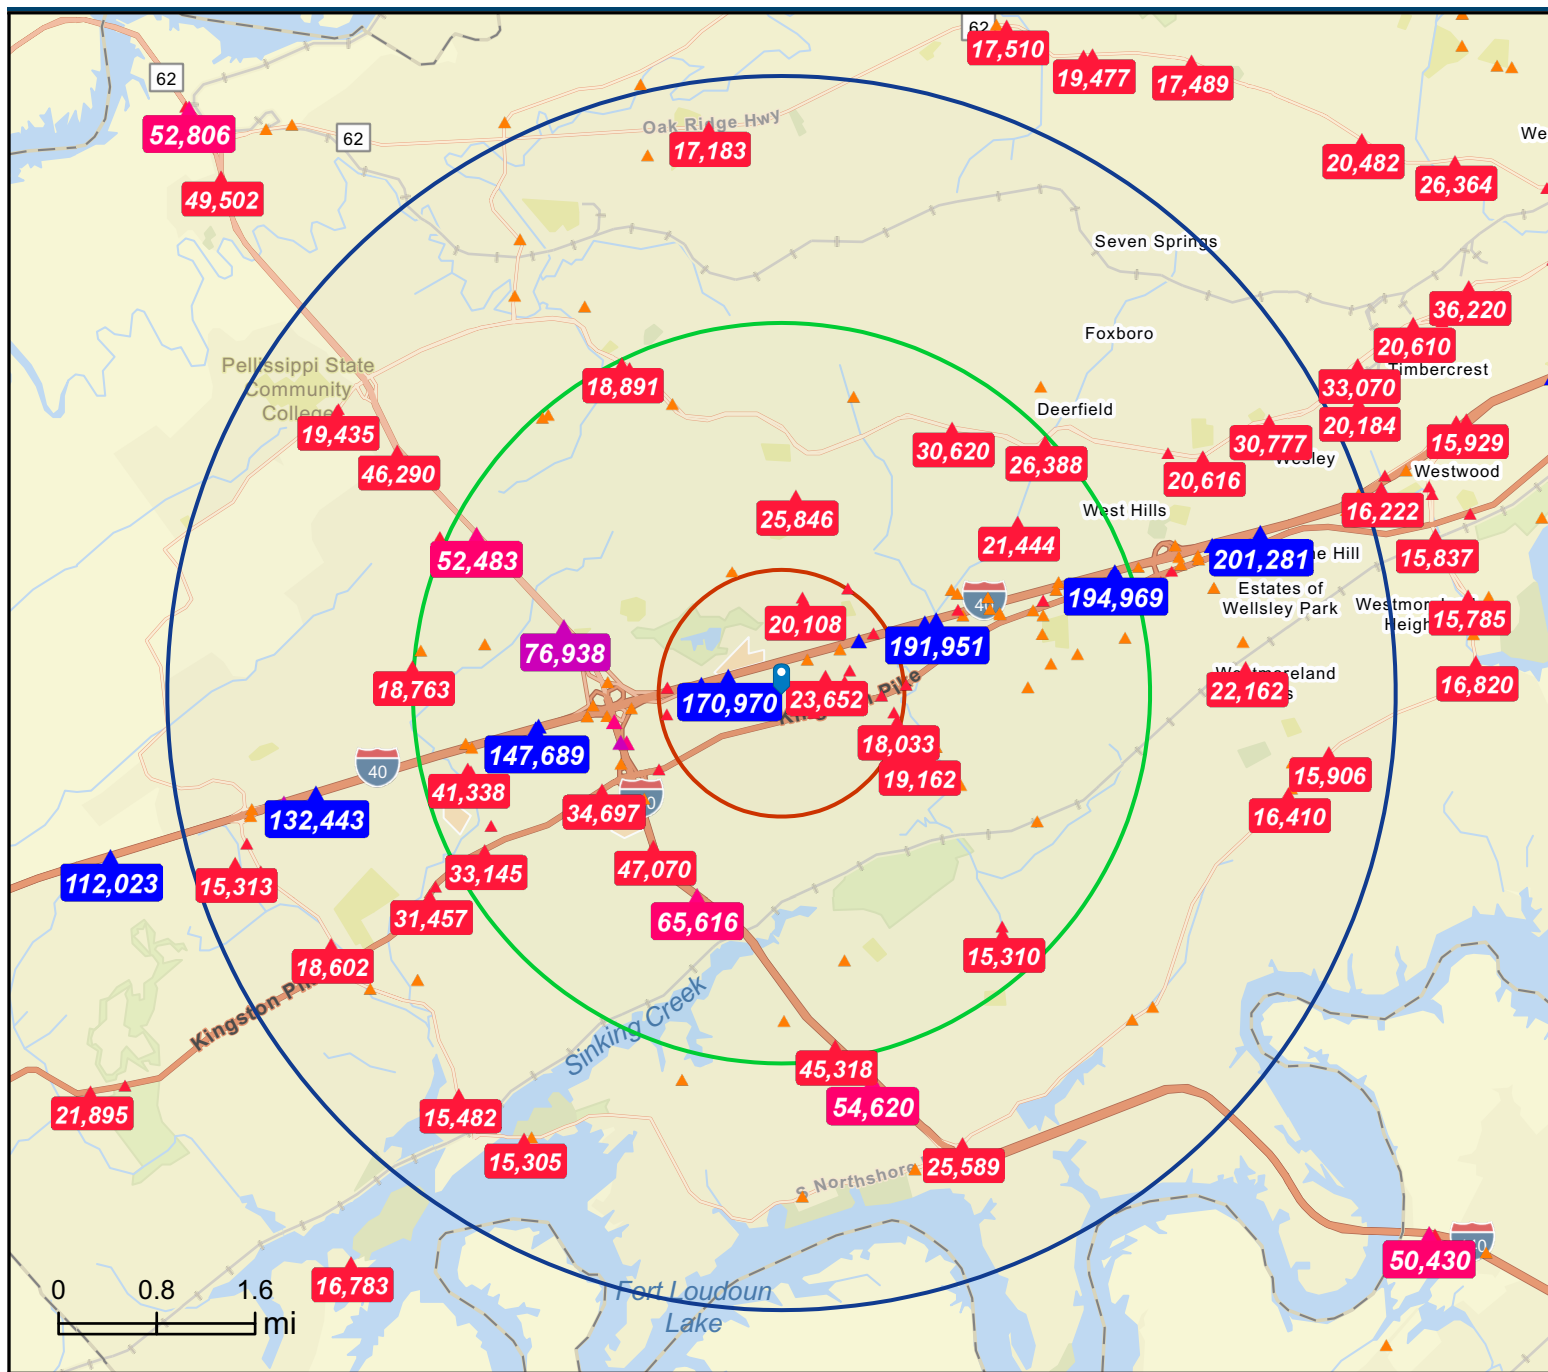 62
17,510
19,477
17,489
62
52,806
62
Oak Ridge Hwy
17,183
We
20,482
26,364
49,502
Seven Springs
36,220
Foxboro
20,610
Timbercrest
Pellissippi State
Community
College
18,891
33,070
Deerfield
20,184
19,435
30,620
30,777
15,929
46,290
26,388
Wesley
20,616
Westwood
25,846
West Hills
16,222
21,444
52,483
201,281
ne Hill
15,837
194,969
40
Estates of
Wellsley Park
15,785
20,108
76,938
191,951
Westmoreland
22,162
16,820
18,763
170,970
23,652
Kingston Pike
18,033
147,689
40
19,162
15,906
41,338
34,697
16,410
132,443
47,070
33,145
112,023
15,313
31,457
65,616
15,310
18,602
Kingston Pike
Sinking Creek
45,318
54,620
21,895
15,482
15,305
25,589
S Northshore
50,430
16,783
Fort Loudoun
Lake
0 0.8 1.6
mi